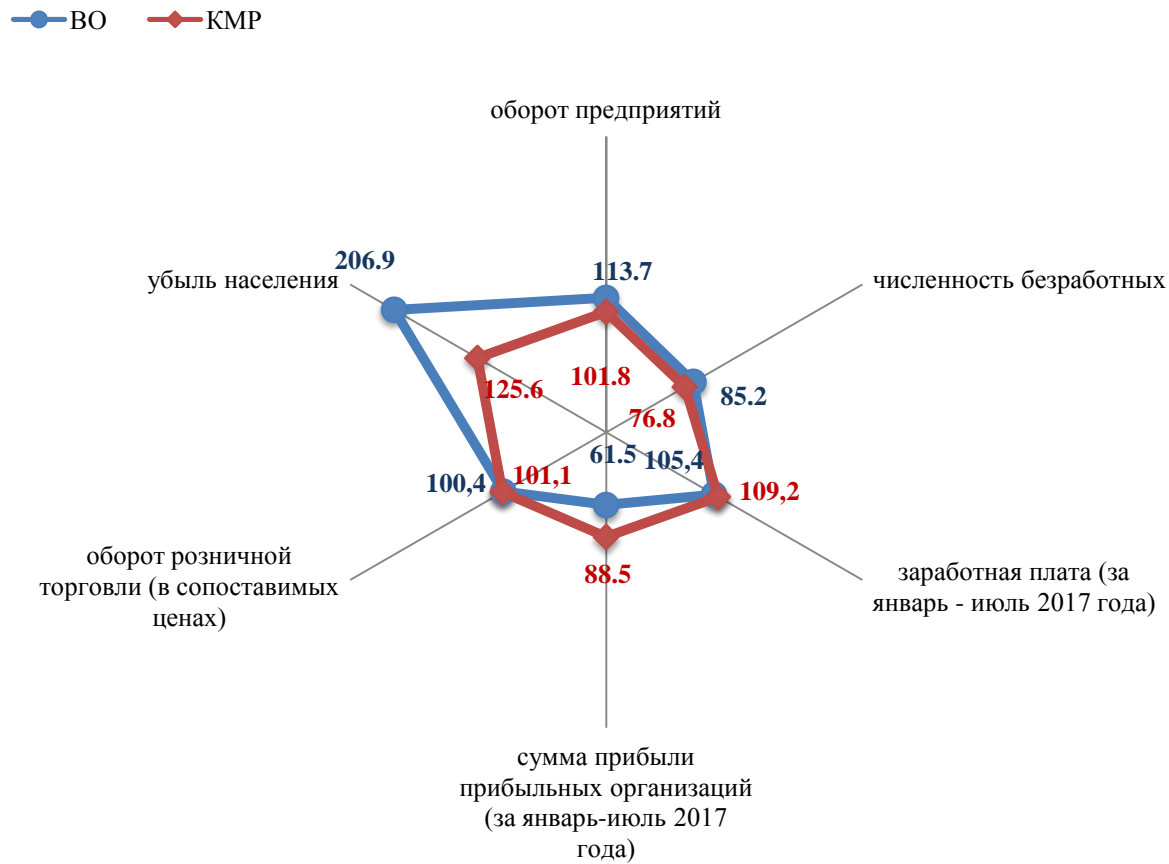 ВО КМР
оборот предприятий
206.9
убыль населения
113.7
численность безработных
125.6
101.8
76.8
85.2
61.5
105,4
100,4
101,1
109,2
88.5
оборот розничной
торговли (в сопоставимых
ценах)
заработная плата (за
январь - июль 2017 года)
сумма прибыли
прибыльных организаций
(за январь-июль 2017
года)